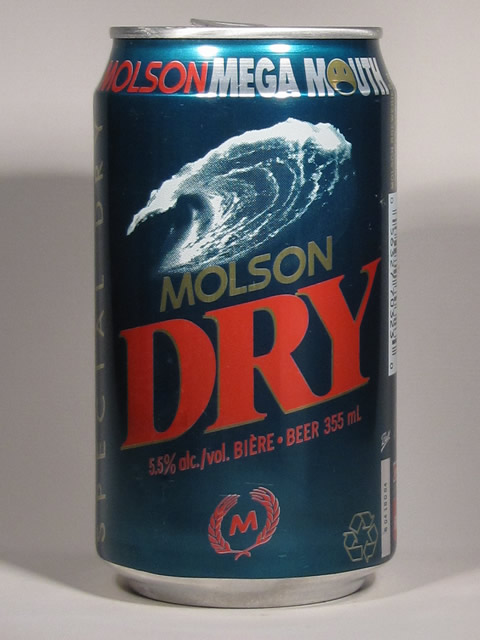 MOLSON MEGA MOUTH
SPECIAL DRY
MOLSON
DRY
5.5% alc./vol. BIÈRE • BEER 355 mL
M